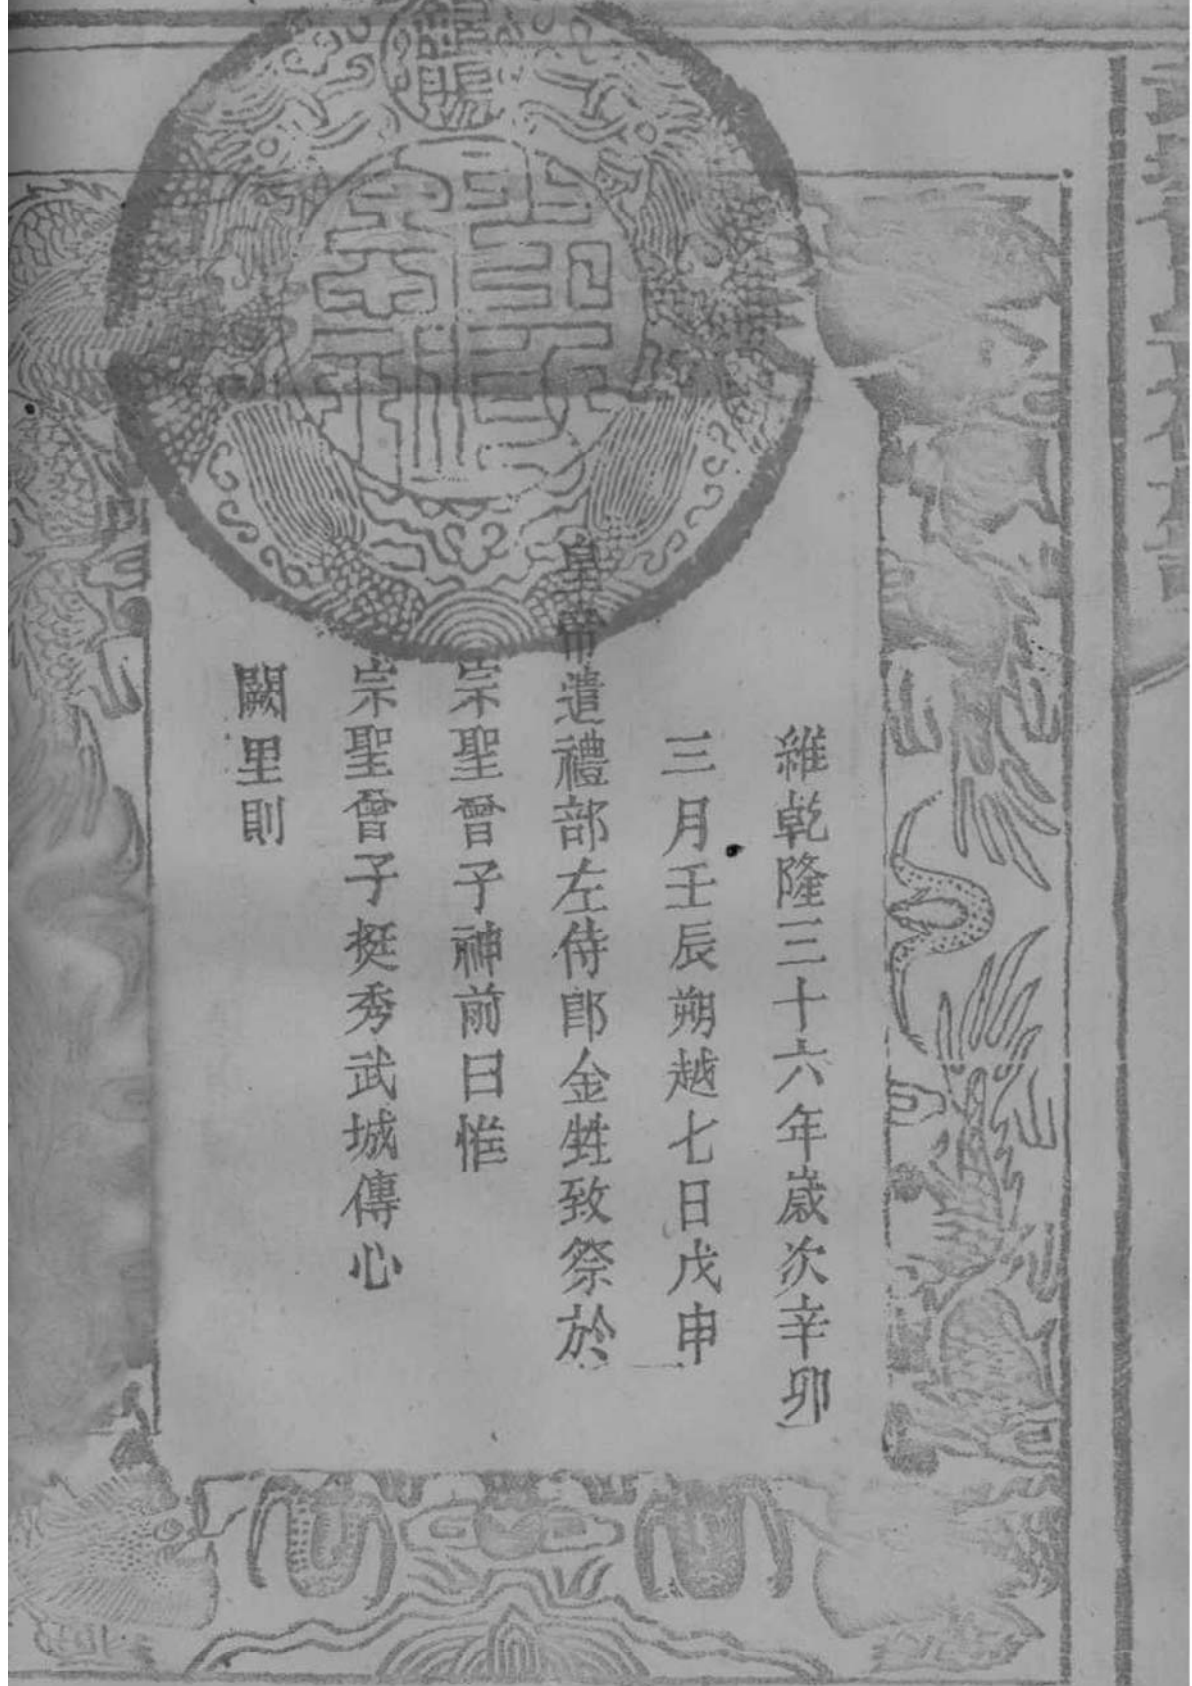 維乾隆三十六年歲次辛卯
三月壬辰朔越七日戊申
皇帝遣禮部左侍郎金甡致祭於
宗聖曾子神前曰惟
宗聖曾子挺秀武城傳心
闕里則